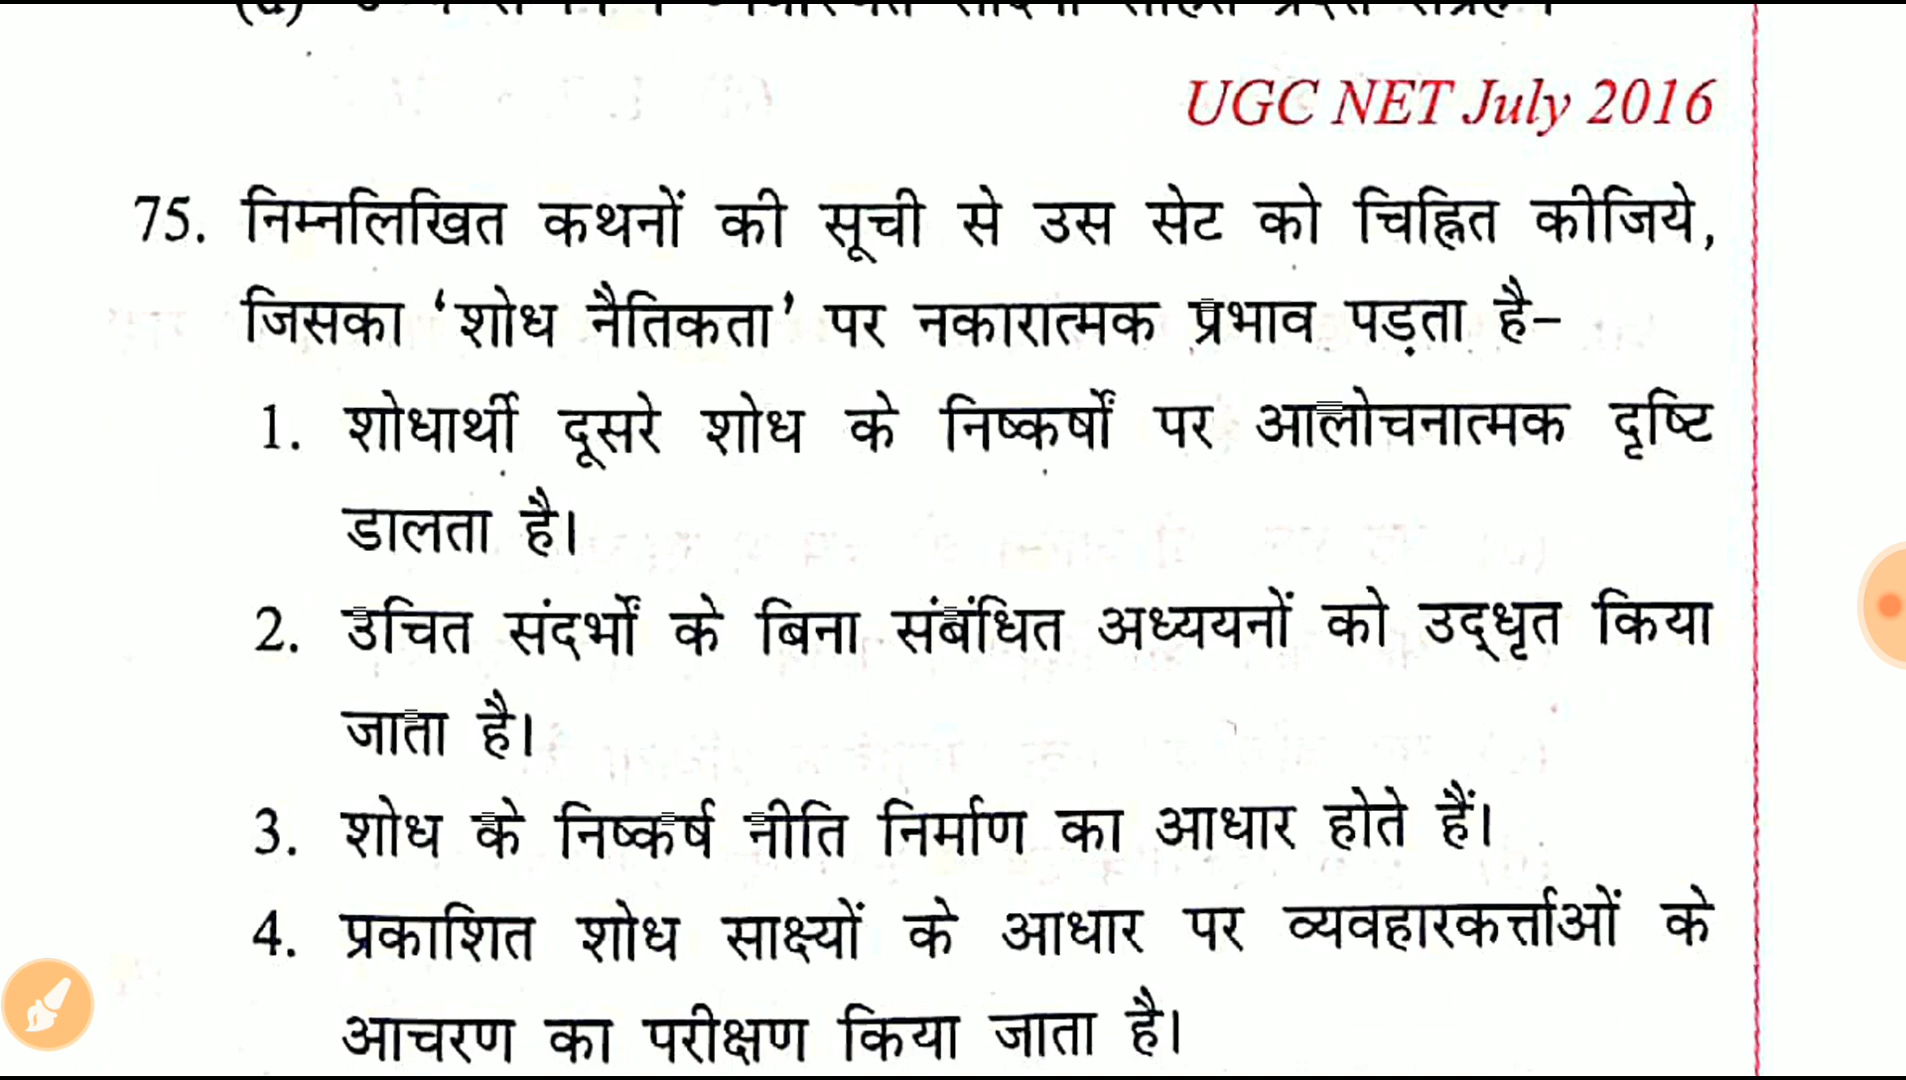 UGC NET July 2016
75. निम्नलिखित कथनों की सूची से उस सेट को चिह्नित कीजिये,
जिसका ‘शोध नैतिकता’ पर नकारात्मक प्रभाव पड़ता है–
1. शोधार्थी दूसरे शोध के निष्कर्षों पर आलोचनात्मक दृष्टि
डालता है।
2. उचित संदर्भों के बिना संबंधित अध्ययनों को उद्धृत किया
जाता है।
3. शोध के निष्कर्ष नीति निर्माण का आधार होते हैं।
4. प्रकाशित शोध साक्ष्यों के आधार पर व्यवहारकर्त्ताओं के
आचरण का परीक्षण किया जाता है।